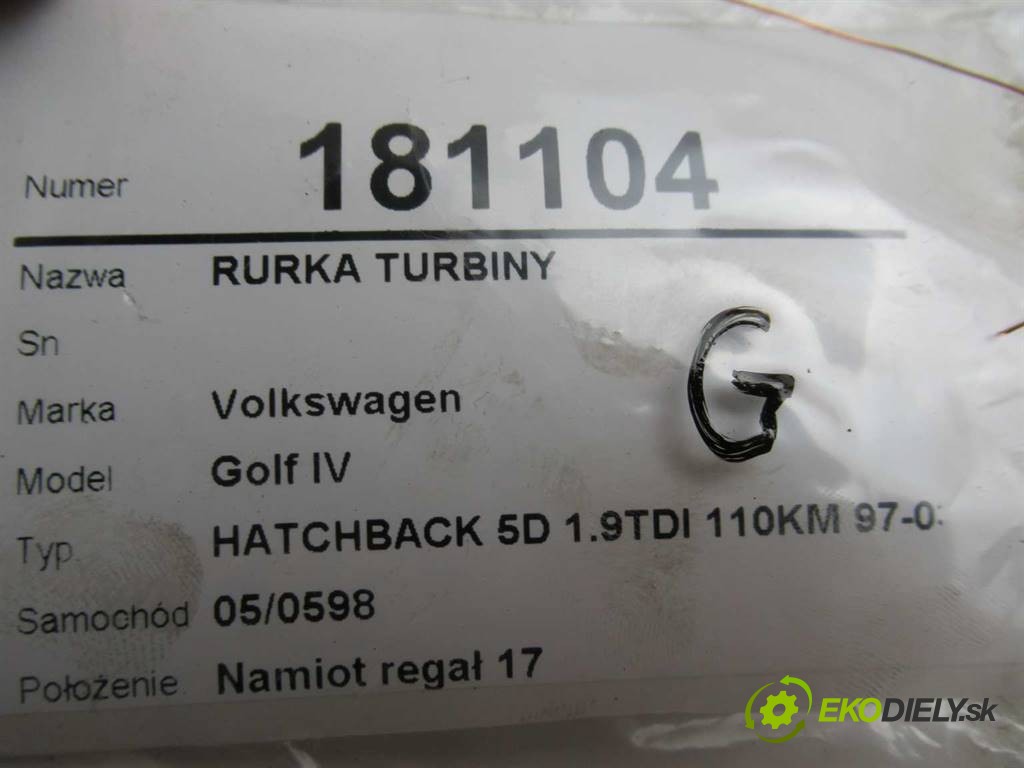 Numer 181104
Nazwa RURKA TURBINY
Sn
G
Marka Volkswagen
Model Golf IV
Typ HATCHBACK 5D 1.9TDI 110KM 97-03
Samochód 05/0598
Położenie Namiot regał 17
EKODIELY.sk